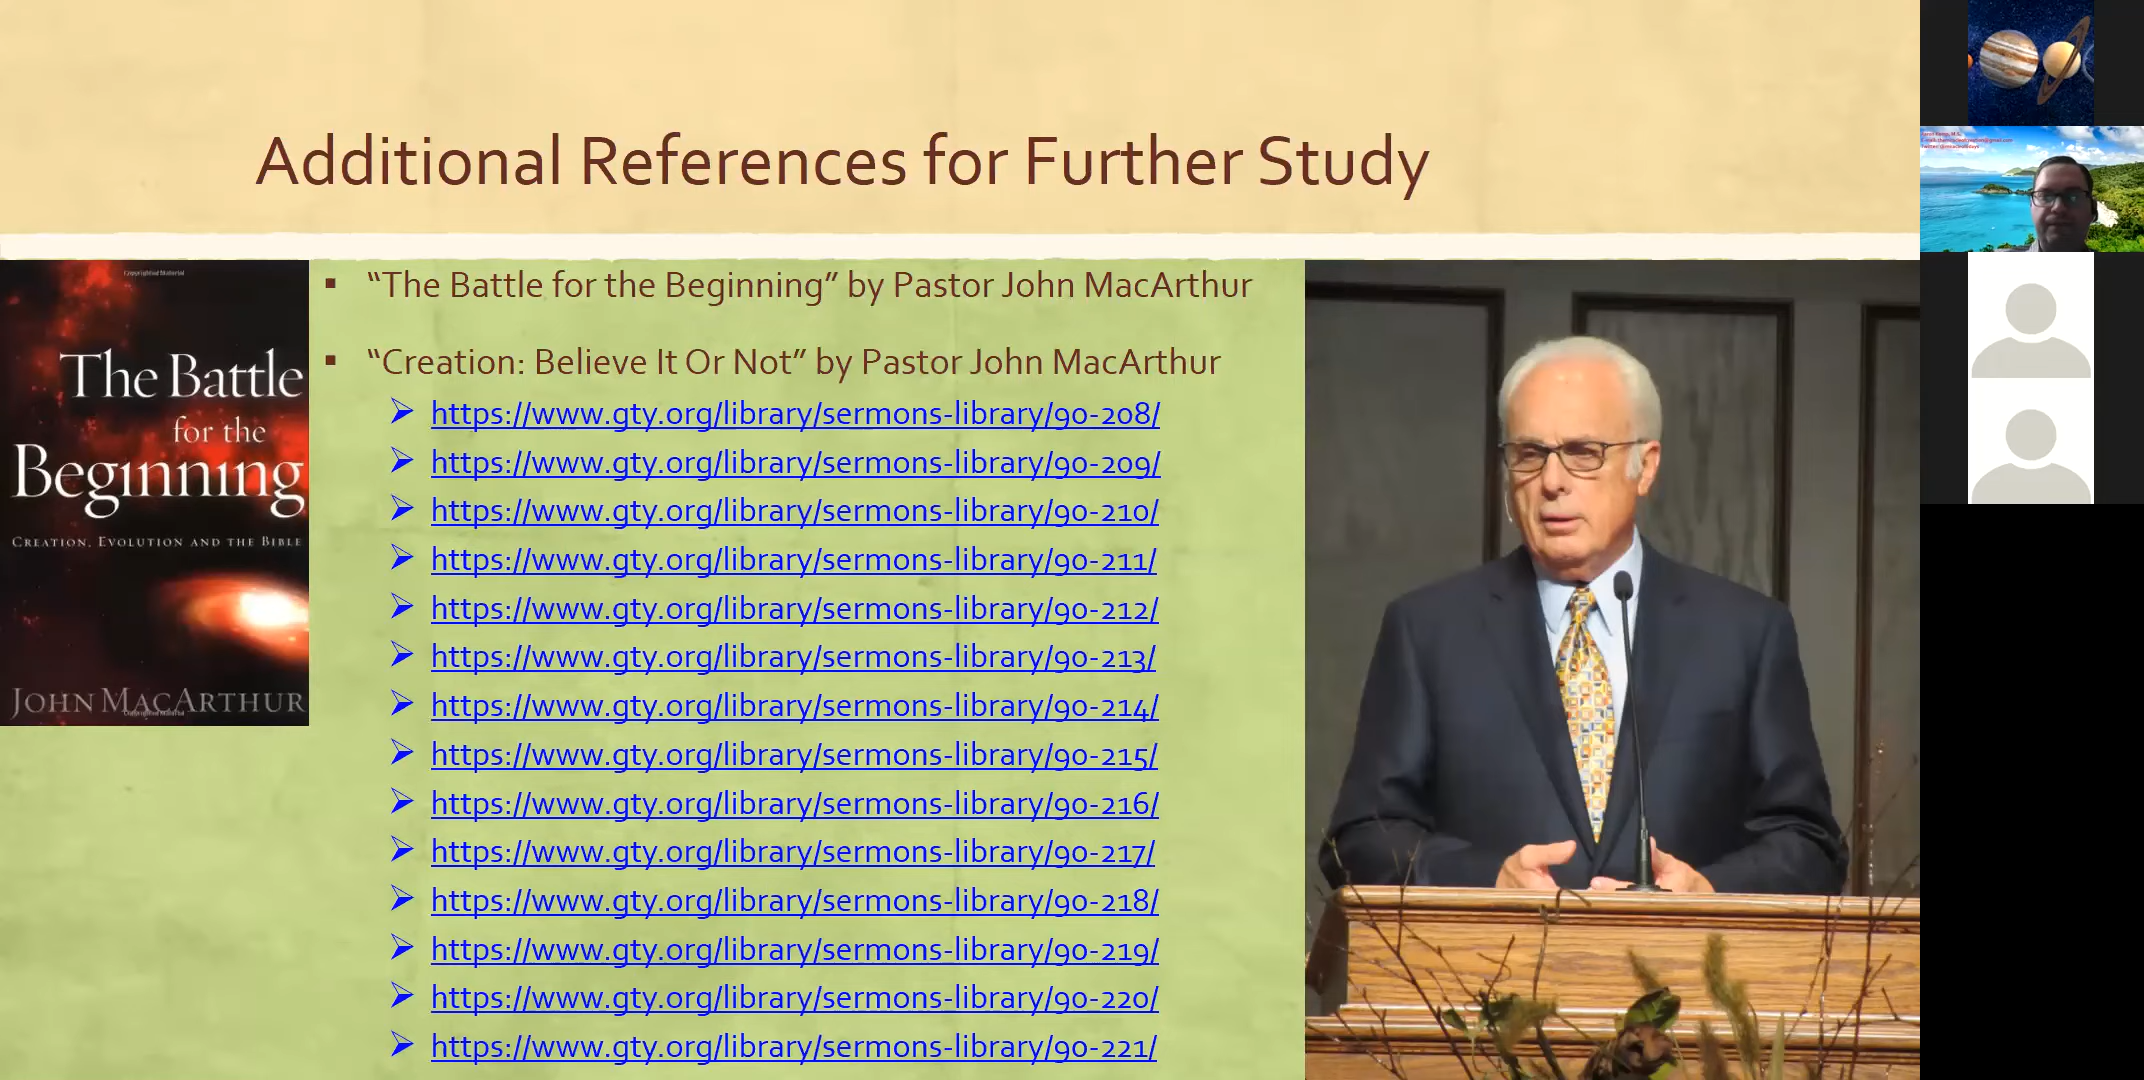 Additional References for Further Study
Copyrighted Material
The Battle
for the
Beginning
CREATION, EVOLUTION AND THE BIBLE
JOHN MACARTHUR
Copyrighted Material
▪ “The Battle for the Beginning” by Pastor John MacArthur
▪ “Creation: Believe It Or Not” by Pastor John MacArthur
➢ https://www.gty.org/library/sermons-library/90-208/
➢ https://www.gty.org/library/sermons-library/90-209/
➢ https://www.gty.org/library/sermons-library/90-210/
➢ https://www.gty.org/library/sermons-library/90-211/
➢ https://www.gty.org/library/sermons-library/90-212/
➢ https://www.gty.org/library/sermons-library/90-213/
➢ https://www.gty.org/library/sermons-library/90-214/
➢ https://www.gty.org/library/sermons-library/90-215/
➢ https://www.gty.org/library/sermons-library/90-216/
➢ https://www.gty.org/library/sermons-library/90-217/
➢ https://www.gty.org/library/sermons-library/90-218/
➢ https://www.gty.org/library/sermons-library/90-219/
➢ https://www.gty.org/library/sermons-library/90-220/
➢ https://www.gty.org/library/sermons-library/90-221/